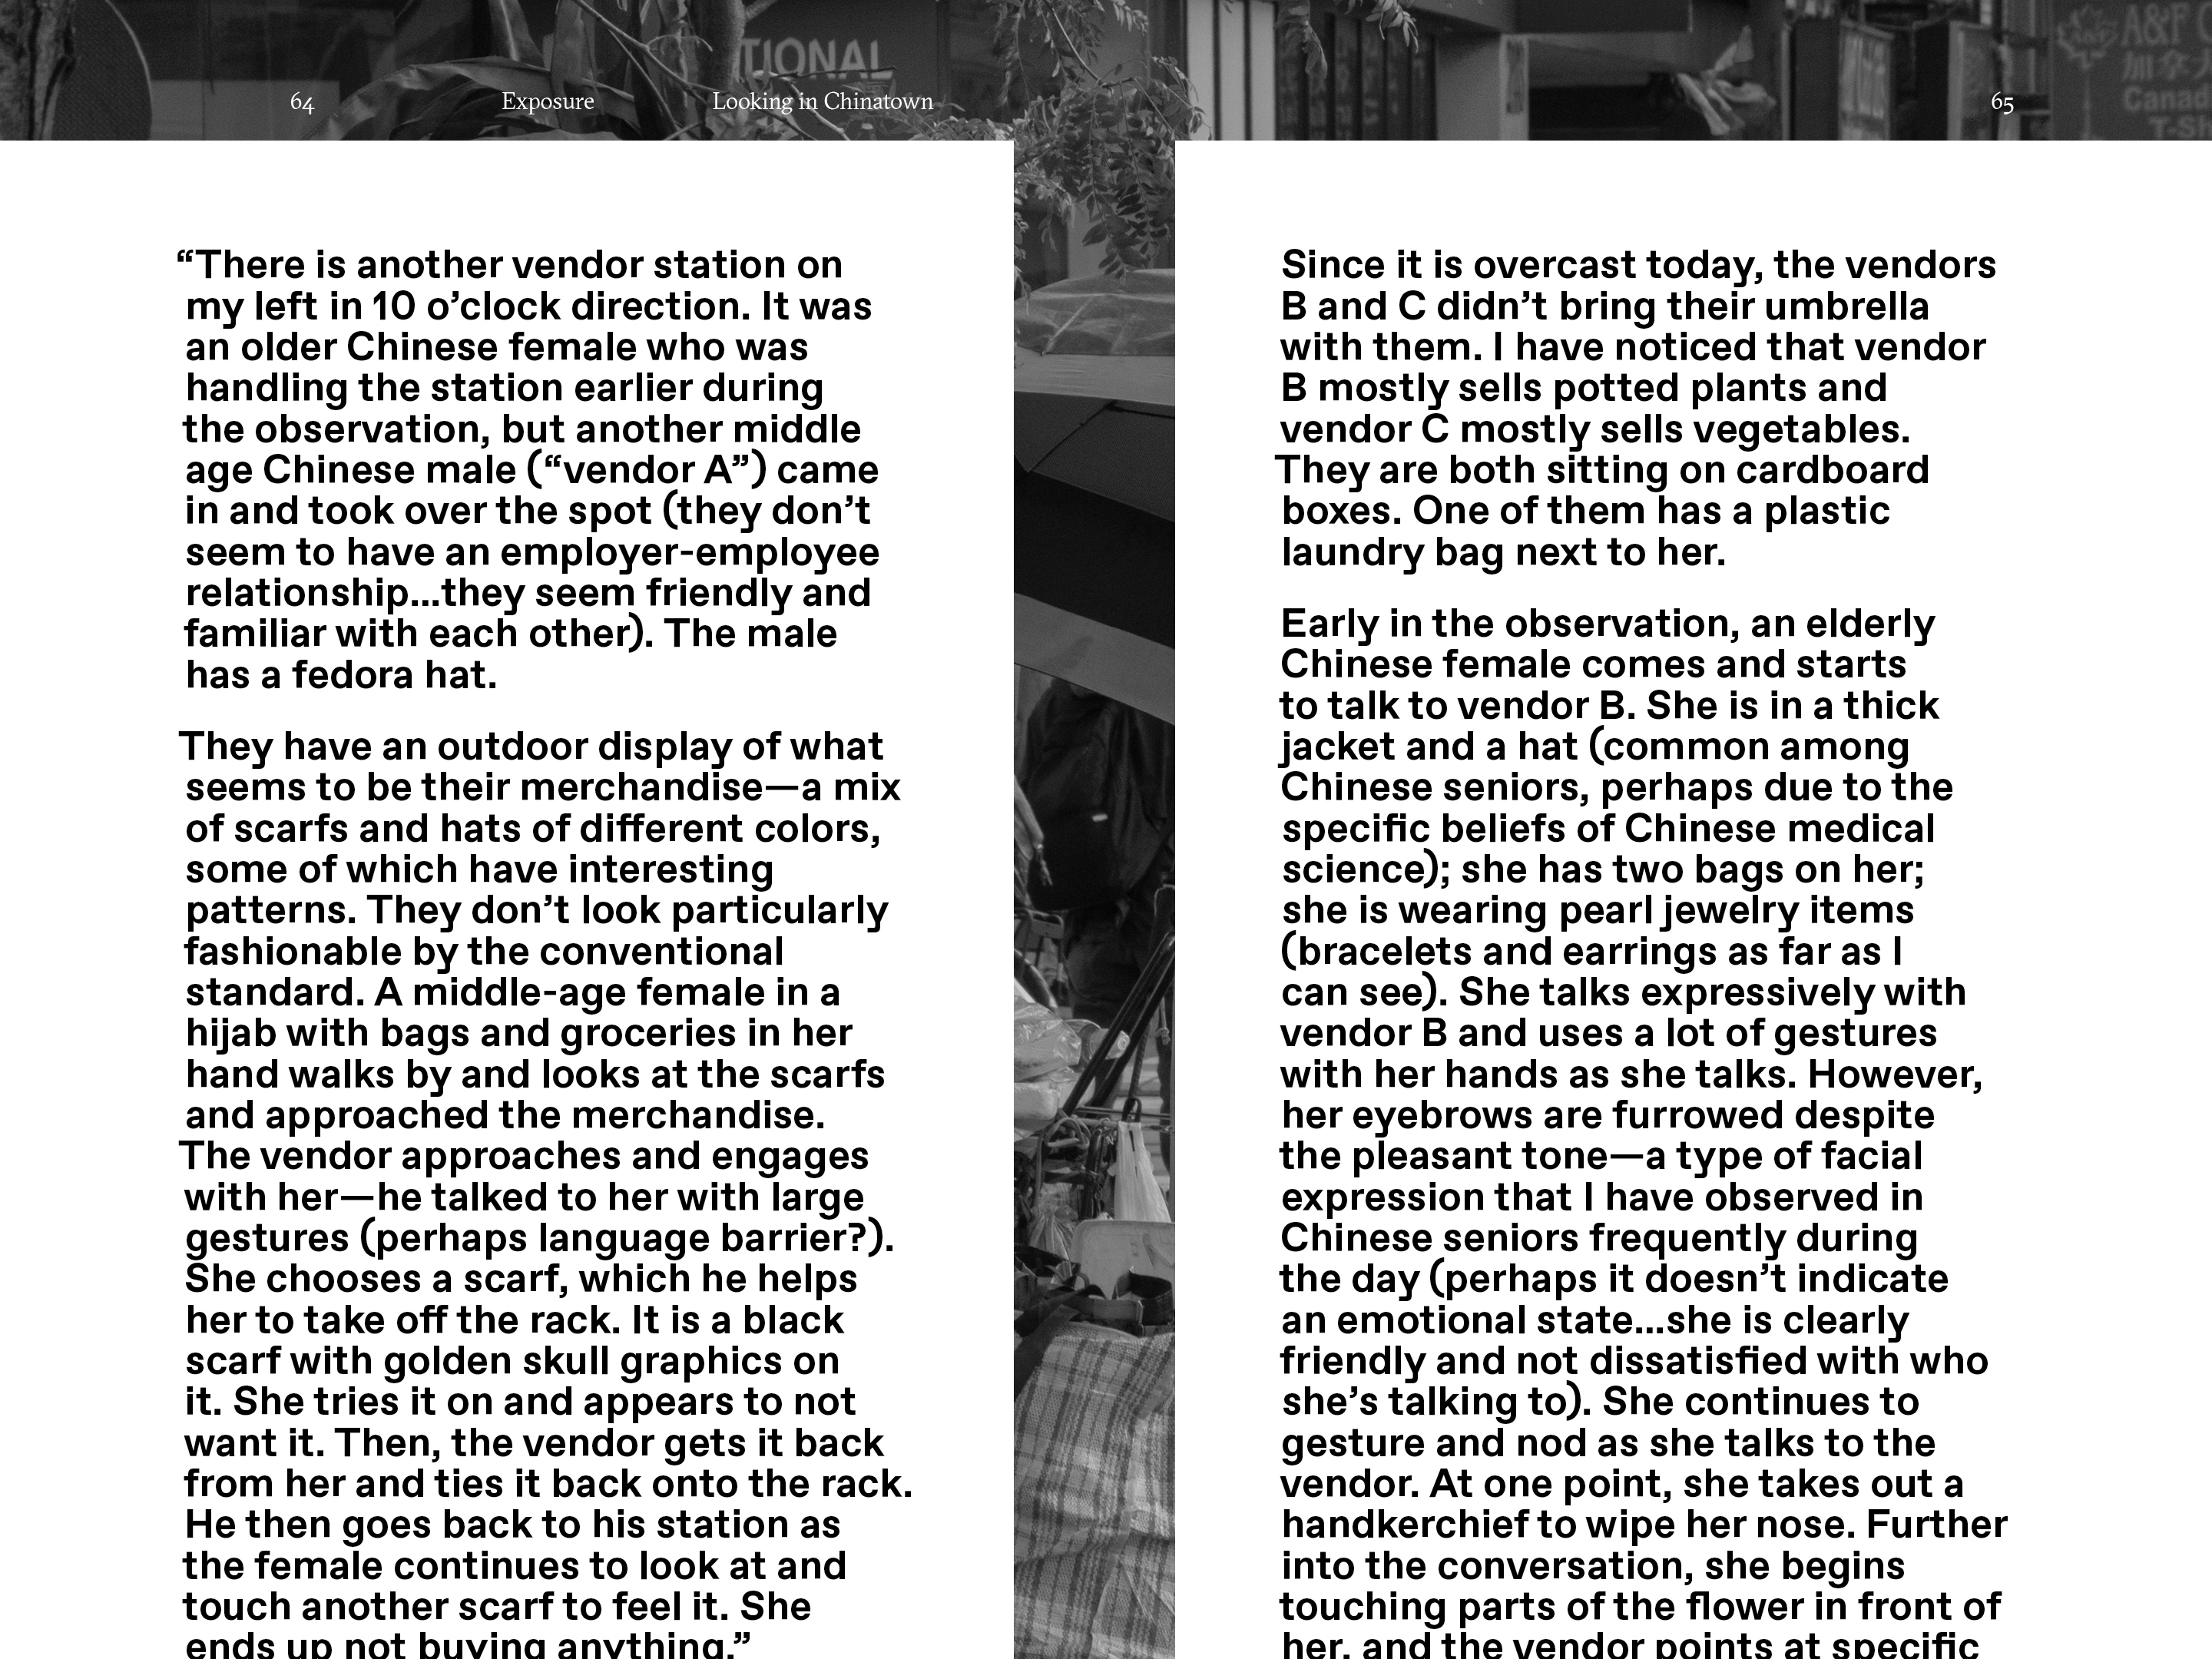 TIONAL
A&F
加拿大
Canad
T-S
64
Exposure
Looking in Chinatown
65
“There is another vendor station on
my left in 10 o’clock direction. It was
an older Chinese female who was
handling the station earlier during
the observation, but another middle
age Chinese male (“vendor A”) came
in and took over the spot (they don’t
seem to have an employer-employee
relationship...they seem friendly and
familiar with each other). The male
has a fedora hat.
They have an outdoor display of what
seems to be their merchandise—a mix
of scarfs and hats of different colors,
some of which have interesting
patterns. They don’t look particularly
fashionable by the conventional
standard. A middle-age female in a
hijab with bags and groceries in her
hand walks by and looks at the scarfs
and approached the merchandise.
The vendor approaches and engages
with her—he talked to her with large
gestures (perhaps language barrier?).
She chooses a scarf, which he helps
her to take off the rack. It is a black
scarf with golden skull graphics on
it. She tries it on and appears to not
want it. Then, the vendor gets it back
from her and ties it back onto the rack.
He then goes back to his station as
the female continues to look at and
touch another scarf to feel it. She
ends up not buying anything.”
Since it is overcast today, the vendors
B and C didn’t bring their umbrella
with them. I have noticed that vendor
B mostly sells potted plants and
vendor C mostly sells vegetables.
They are both sitting on cardboard
boxes. One of them has a plastic
laundry bag next to her.
Early in the observation, an elderly
Chinese female comes and starts
to talk to vendor B. She is in a thick
jacket and a hat (common among
Chinese seniors, perhaps due to the
specific beliefs of Chinese medical
science); she has two bags on her;
she is wearing pearl jewelry items
(bracelets and earrings as far as I
can see). She talks expressively with
vendor B and uses a lot of gestures
with her hands as she talks. However,
her eyebrows are furrowed despite
the pleasant tone—a type of facial
expression that I have observed in
Chinese seniors frequently during
the day (perhaps it doesn’t indicate
an emotional state...she is clearly
friendly and not dissatisfied with who
she’s talking to). She continues to
gesture and nod as she talks to the
vendor. At one point, she takes out a
handkerchief to wipe her nose. Further
into the conversation, she begins
touching parts of the flower in front of
her, and the vendor points at specific